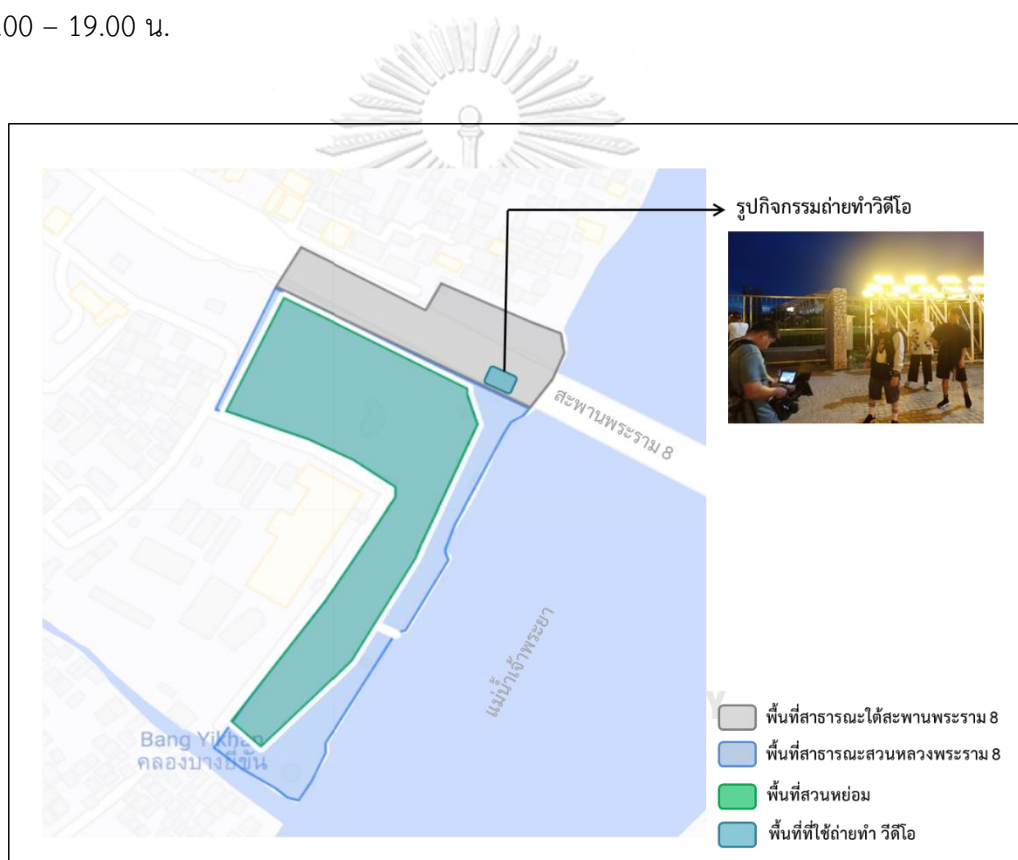 .00 – 19.00 น.
รูปกิจกรรมถ่ายทำวิดีโอ
สะพานพระราม 8
แม่น้ำเจ้าพระยา
Bang Yikhan
คลองบางยี่ขัน
Y
พื้นที่สาธารณะใต้สะพานพระราม 8
พื้นที่สาธารณะสวนหลวงพระราม 8
พื้นที่สวนหย่อม
พื้นที่ที่ใช้ถ่ายทำ วีดีโอ